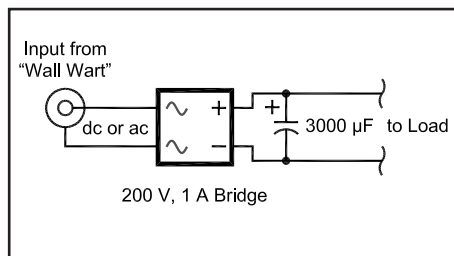 Input from
“Wall Wart”
dc or ac
+
−
+
3000 µF
to Load
200 V, 1 A Bridge